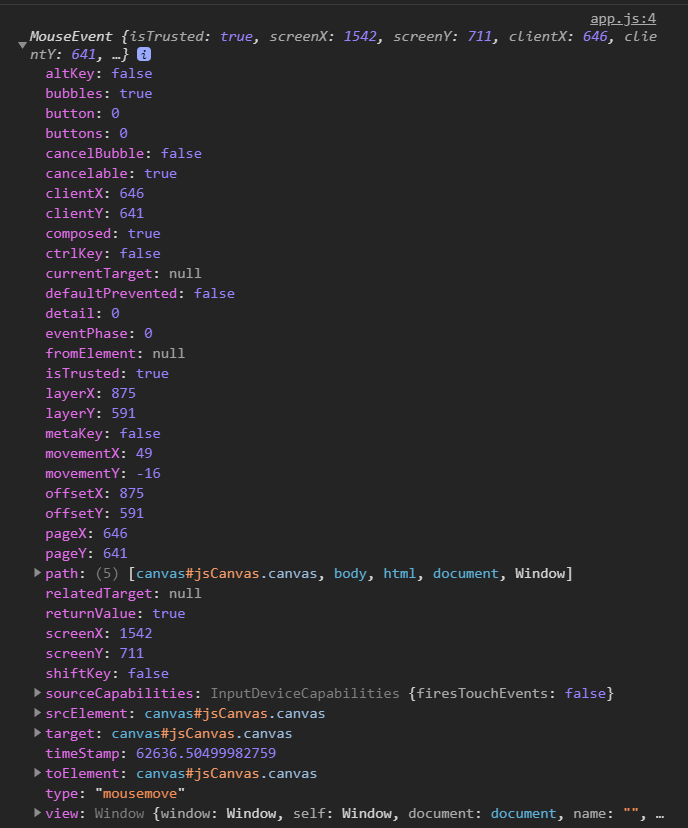 app.js:4
MouseEvent {isTrusted: true, screenX: 1542, screenY: 711, clientX: 646, clie
ntY: 641, …} i
altKey: false
bubbles: true
button: 0
buttons: 0
cancelBubble: false
cancelable: true
clientX: 646
clientY: 641
composed: true
ctrlKey: false
currentTarget: null
defaultPrevented: false
detail: 0
eventPhase: 0
fromElement: null
isTrusted: true
layerX: 875
layerY: 591
metaKey: false
movementX: 49
movementY: -16
offsetX: 875
offsetY: 591
pageX: 646
pageY: 641
path: (5) [canvas#jsCanvas.canvas, body, html, document, Window]
relatedTarget: null
returnValue: true
screenX: 1542
screenY: 711
shiftKey: false
sourceCapabilities: InputDeviceCapabilities {firesTouchEvents: false}
srcElement: canvas#jsCanvas.canvas
target: canvas#jsCanvas.canvas
timeStamp: 62636.50499982759
toElement: canvas#jsCanvas.canvas
type: "mousemove"
view: Window {window: Window, self: Window, document: document, name: "", …